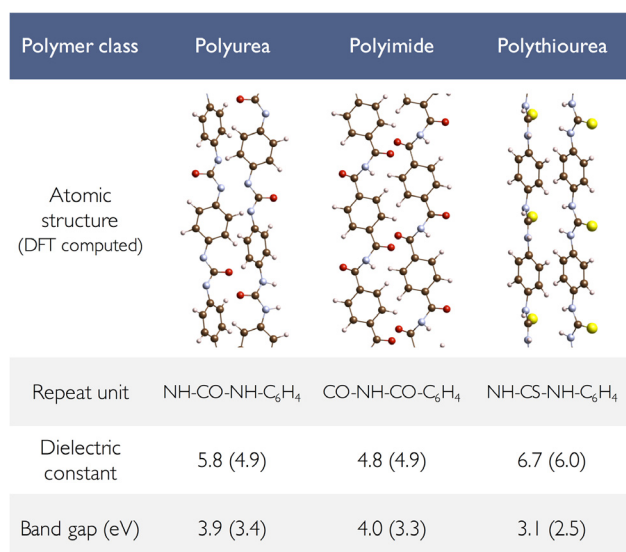 Polymer class Polyurea Polyimide Polythiourea
Atomic
structure
(DFT computed)
Repeat unit NH-CO-NH-C₆H₄ CO-NH-CO-C₆H₄ NH-CS-NH-C₆H₄
Dielectric
constant
5.8 (4.9) 4.8 (4.9) 6.7 (6.0)
Band gap (eV) 3.9 (3.4) 4.0 (3.3) 3.1 (2.5)